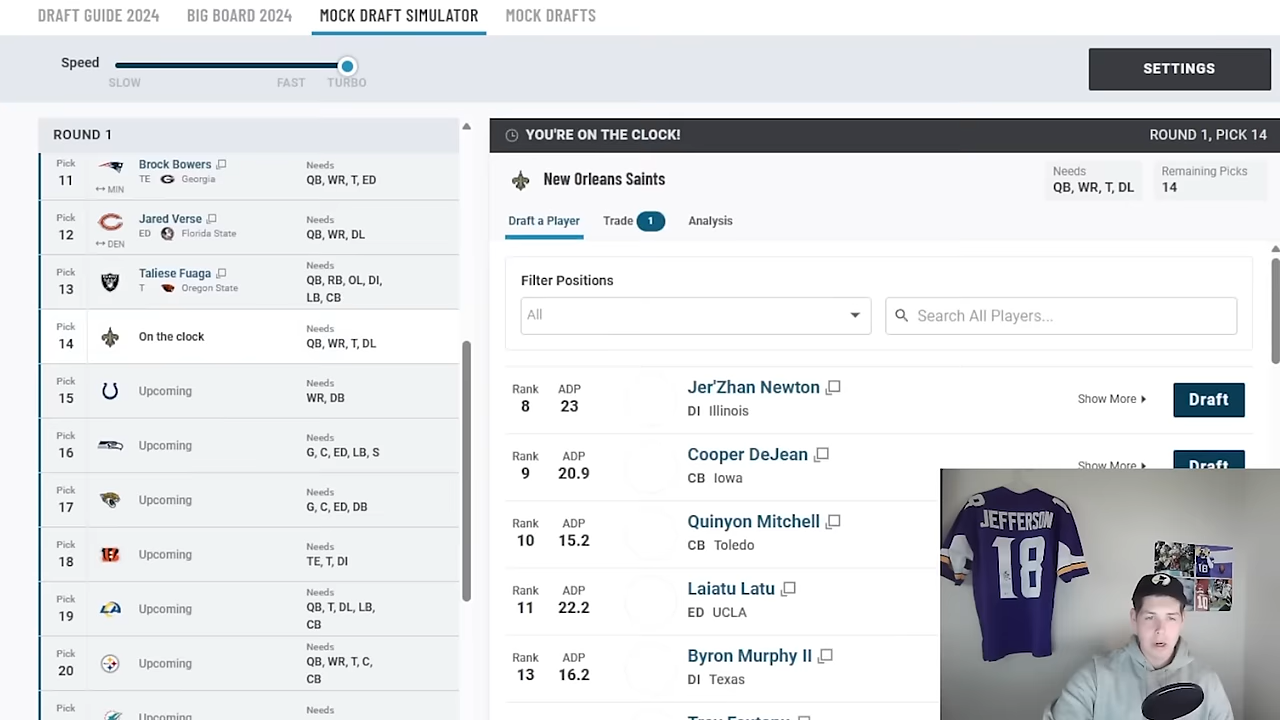 DRAFT GUIDE 2024 BIG BOARD 2024 MOCK DRAFT SIMULATOR MOCK DRAFTS
Speed
SLOW FAST TURBO
SETTINGS
ROUND 1
Pick 11
↔ MIN
Brock Bowers
TE Georgia
Needs
QB, WR, T, ED
Pick 12
↔ DEN
Jared Verse
ED Florida State
Needs
QB, WR, DL
Pick 13
Taliese Fuaga
T Oregon State
Needs
QB, RB, OL, DI,
LB, CB
Pick 14
On the clock
Needs
QB, WR, T, DL
Pick 15
Upcoming
Needs
WR, DB
Pick 16
Upcoming
Needs
G, C, ED, LB, S
Pick 17
Upcoming
Needs
G, C, ED, DB
Pick 18
Upcoming
Needs
TE, T, DI
Pick 19
Upcoming
Needs
QB, T, DL, LB,
CB
Pick 20
Upcoming
Needs
QB, WR, T, C,
CB
Pick
Upcoming
Needs
YOU'RE ON THE CLOCK! ROUND 1, PICK 14
New Orleans Saints
Needs
QB, WR, T, DL
Remaining Picks
14
Draft a Player Trade 1 Analysis
Filter Positions
All
Search All Players...
Rank 8 ADP 23
Jer'Zhan Newton
DI Illinois
Show More Draft
Rank 9 ADP 20.9
Cooper DeJean
CB Iowa
Show More Draft
Rank 10 ADP 15.2
Quinyon Mitchell
CB Toledo
Rank 11 ADP 22.2
Laiatu Latu
ED UCLA
Rank 13 ADP 16.2
Byron Murphy II
DI Texas
JEFFERSON
18